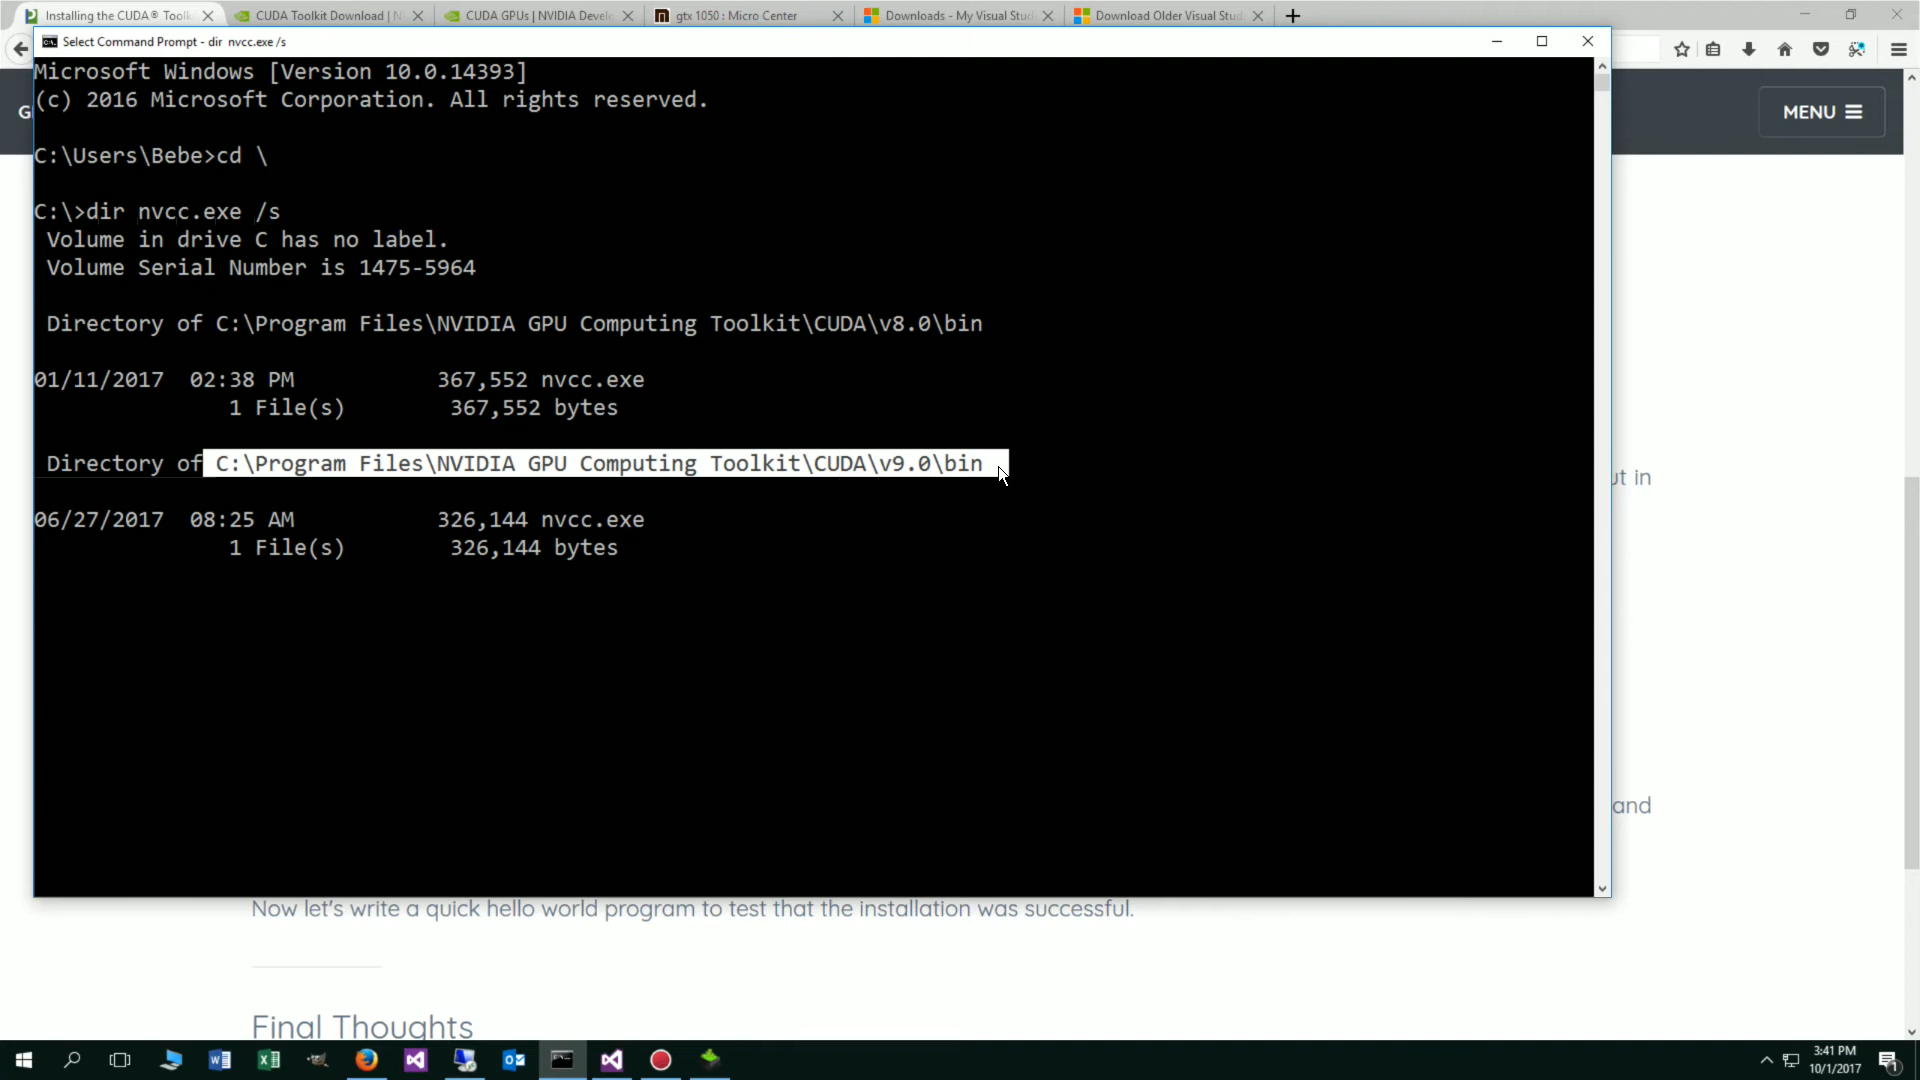 Installing the CUDA® Toolk
CUDA Toolkit Download | N
CUDA GPUs | NVIDIA Develo
gtx 1050 : Micro Center
Downloads - My Visual Stud
Download Older Visual Stud
Select Command Prompt - dir nvcc.exe /s
MENU
Microsoft Windows [Version 10.0.14393]
(c) 2016 Microsoft Corporation. All rights reserved.
C:\Users\Bebe>cd \
C:\>dir nvcc.exe /s
Volume in drive C has no label.
Volume Serial Number is 1475-5964
Directory of C:\Program Files\NVIDIA GPU Computing Toolkit\CUDA\v8.0\bin
01/11/2017 02:38 PM 367,552 nvcc.exe
1 File(s) 367,552 bytes
Directory of C:\Program Files\NVIDIA GPU Computing Toolkit\CUDA\v9.0\bin
06/27/2017 08:25 AM 326,144 nvcc.exe
1 File(s) 326,144 bytes
in
and
Now let's write a quick hello world program to test that the installation was successful.
Final Thoughts
3:41 PM
10/1/2017
1